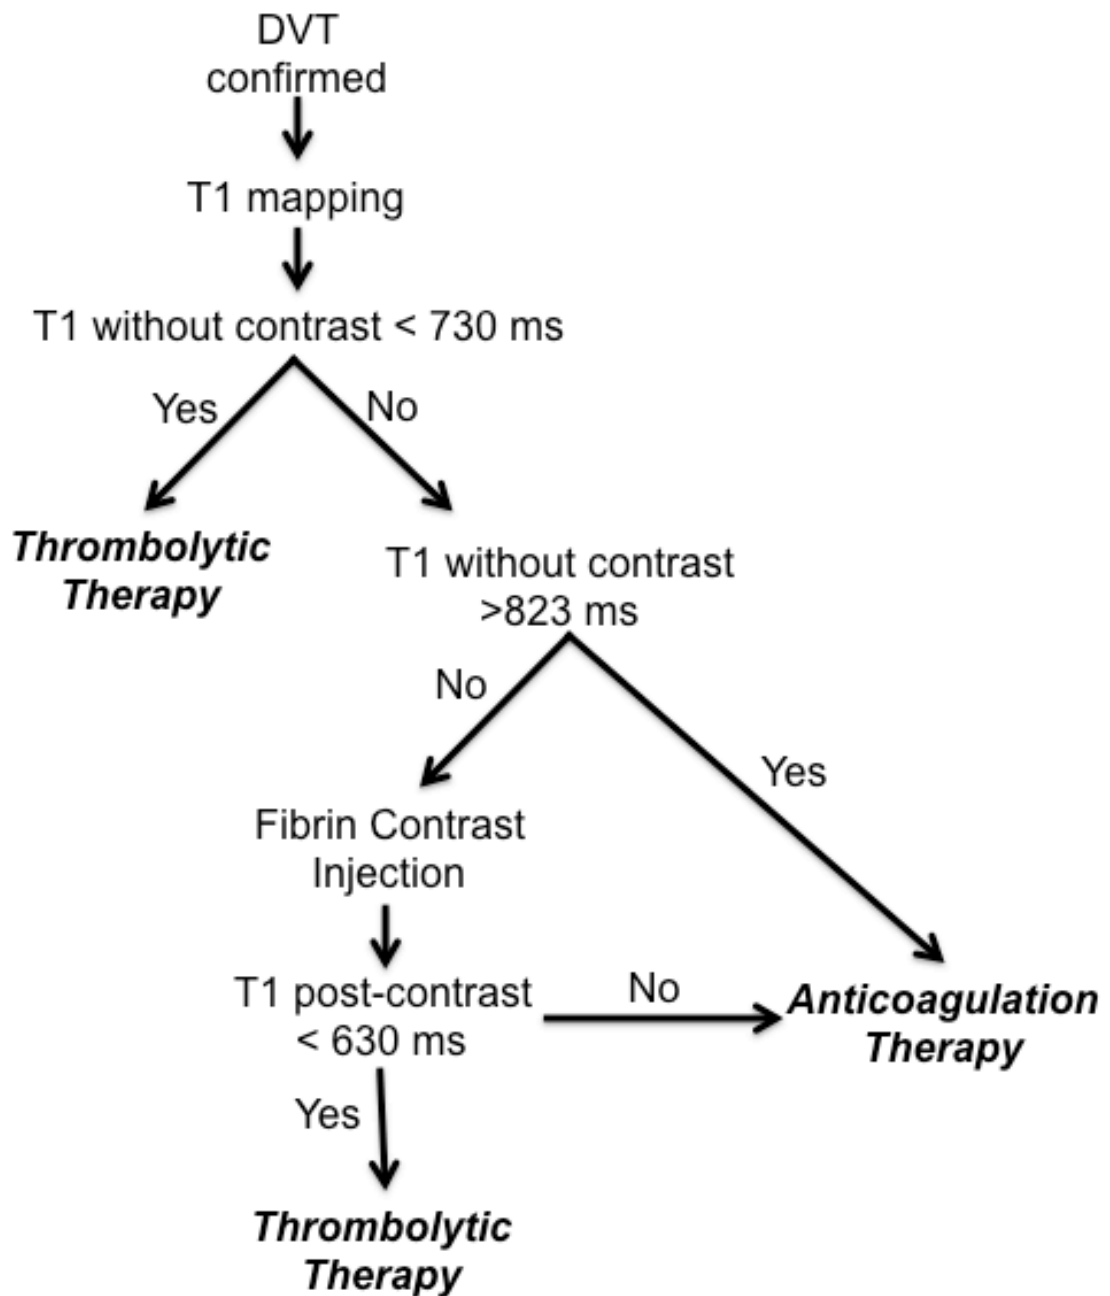 DVT
confirmed
T1 mapping
T1 without contrast < 730 ms
Yes
No
Thrombolytic
Therapy
T1 without contrast
>823 ms
No
Yes
Fibrin Contrast
Injection
T1 post-contrast
< 630 ms
No
Anticoagulation
Therapy
Yes
Thrombolytic
Therapy